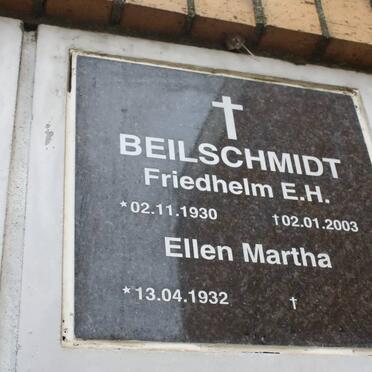 BEILSCHMIDT
Friedhelm E.H.
*02.11.1930 †02.01.2003
Ellen Martha
*13.04.1932 †